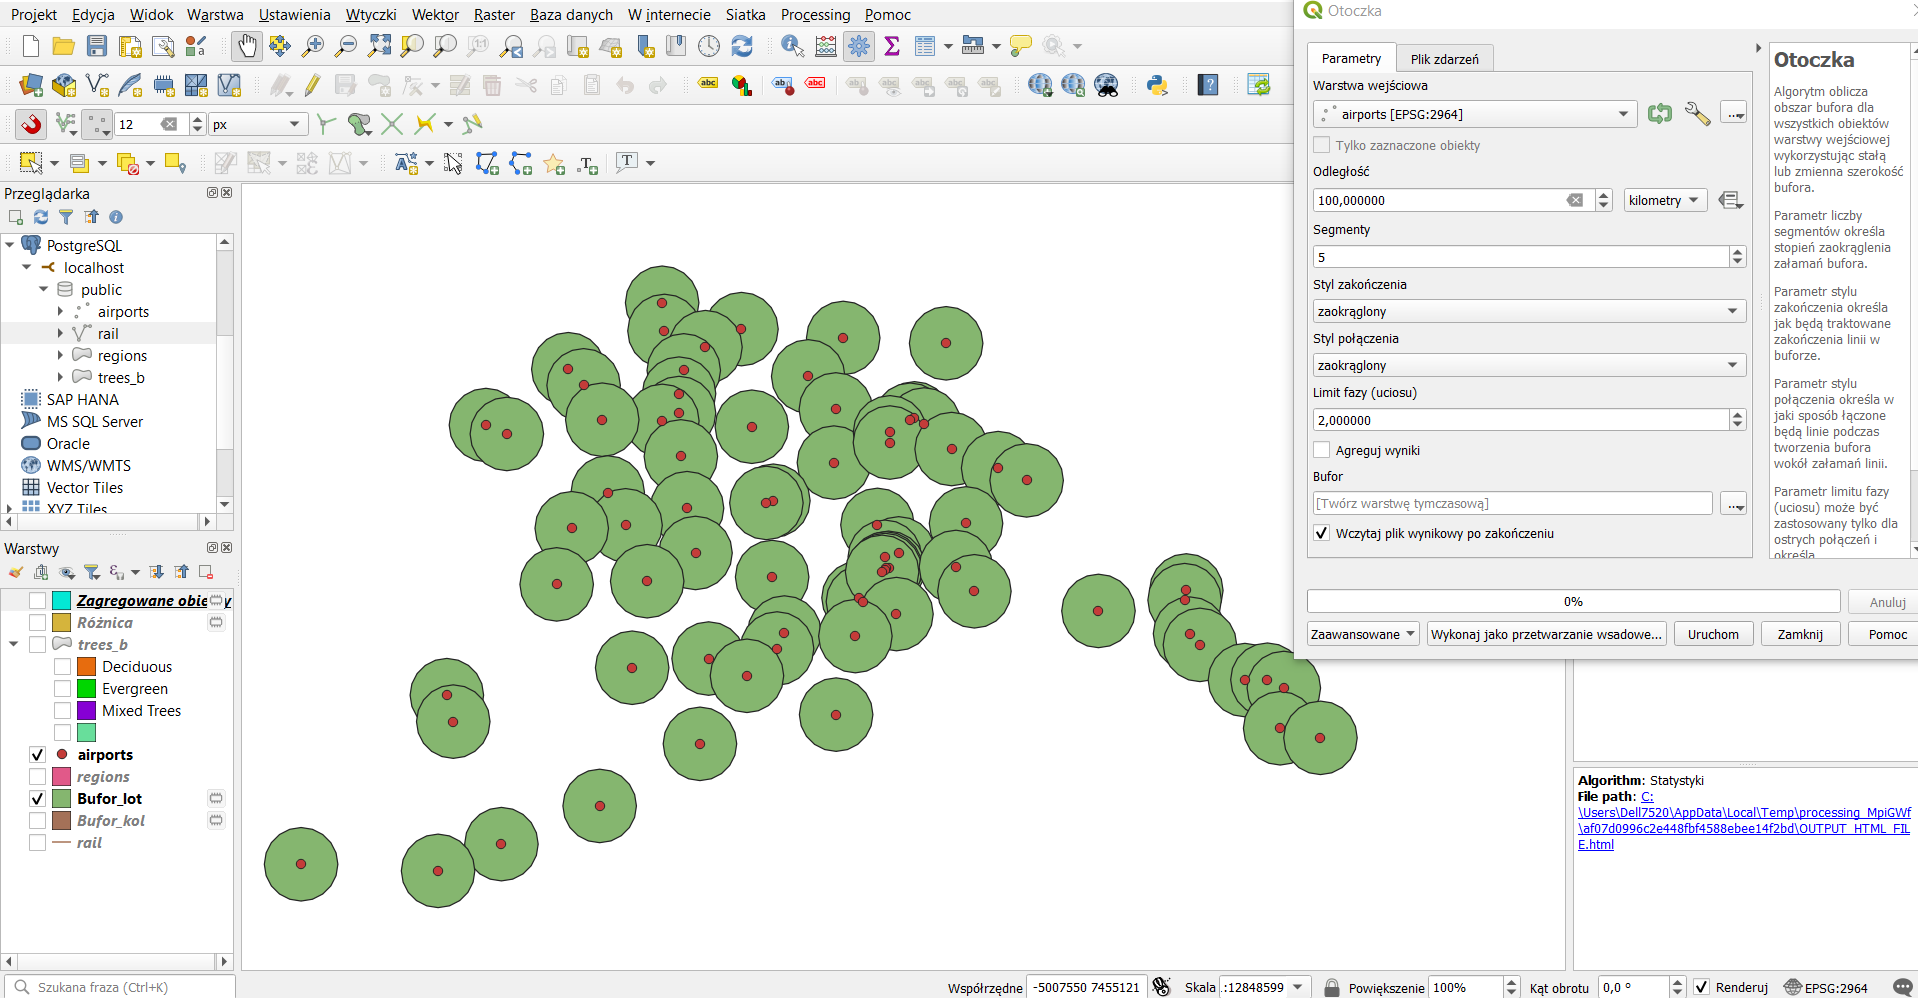 Projekt Edycja Widok Warstwa Ustawienia Wtyczki Wektor Raster Baza danych W internecie Siatka Processing Pomoc
12 px
Przeglądarka
PostgreSQL
localhost
public
airports
rail
regions
trees_b
SAP HANA
MS SQL Server
Oracle
WMS/WMTS
Vector Tiles
XYZ Tiles
Warstwy
Zagregowane obiekty
Różnica
trees_b
Deciduous
Evergreen
Mixed Trees
airports
regions
Bufor_lot
Bufor_kol
rail
Otoczka
Parametry Plik zdarzeń
Warstwa wejściowa
airports [EPSG:2964]
Tylko zaznaczone obiekty
Odległość
100,000000 kilometry
Segmenty
5
Styl zakończenia
zaokrąglony
Styl połączenia
zaokrąglony
Limit fazy (uciosu)
2,000000
Agreguj wyniki
Bufor
[Twórz warstwę tymczasową]
Wczytaj plik wynikowy po zakończeniu
0% Anuluj
Zaawansowane Wykonaj jako przetwarzanie wsadowe... Uruchom Zamknij Pomoc
Otoczka
Algorytm oblicza
obszar bufora dla
wszystkich obiektów
warstwy wejściowej
wykorzystując stałą
lub zmienna szerokość
bufora.
Parametr liczby
segmentów określa
stopień zaokrąglenia
załamań bufora.
Parametr stylu
zakończenia określa
jak będą traktowane
zakończenia linii w
buforze.
Parametr stylu
połączenia określa w
jaki sposób łączone
będą linie podczas
tworzenia bufora
wokół załamań linii.
Parametr limitu fazy
(uciosu) może być
zastosowany tylko dla
ostrych połączeń i
określa
Algorithm: Statystyki
File path: C:
\Users\Dell7520\AppData\Local\Temp\processing_MpiGWf
\af07d0996c2e448fbf4588ebee14f2bd\OUTPUT_HTML_FIL
E.html
Szukana fraza (Ctrl+K) Współrzędne -5007550 7455121 Skala .:12848599 Powiększenie 100% Kąt obrotu 0,0 ° Renderuj EPSG:2964